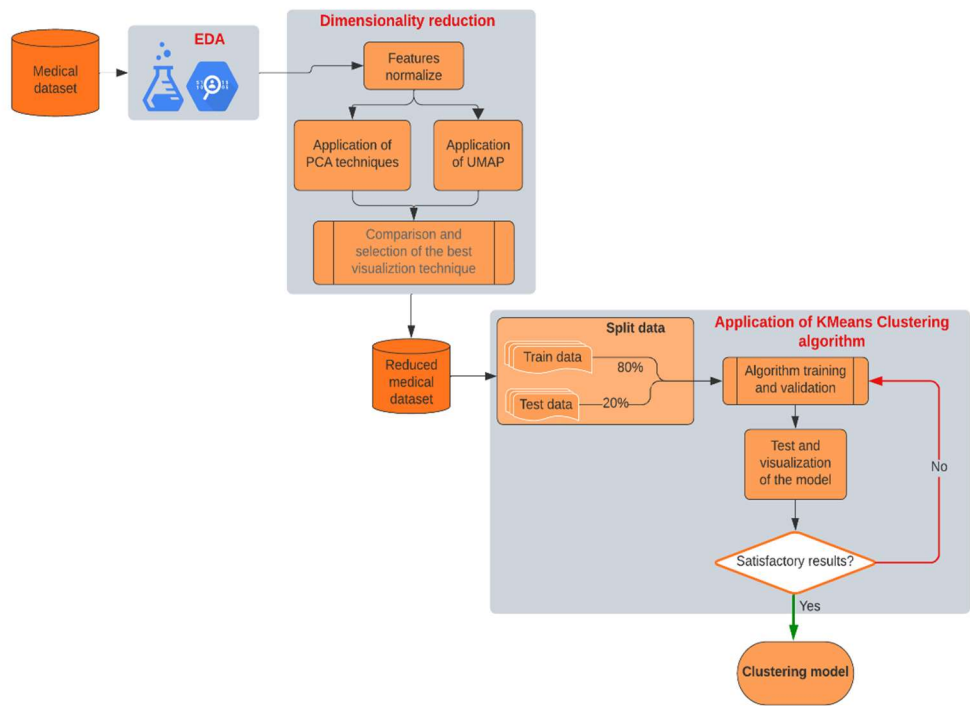 Medical
dataset
EDA
Dimensionality reduction
Features
normalize
Application of
PCA techniques
Application
of UMAP
Comparison and
selection of the best
visualiztion technique
Reduced
medical
dataset
Split data
Train data
80%
Test data
20%
Application of KMeans Clustering
algorithm
Algorithm training
and validation
Test and
visualization
of the model
No
Satisfactory results?
Yes
Clustering model